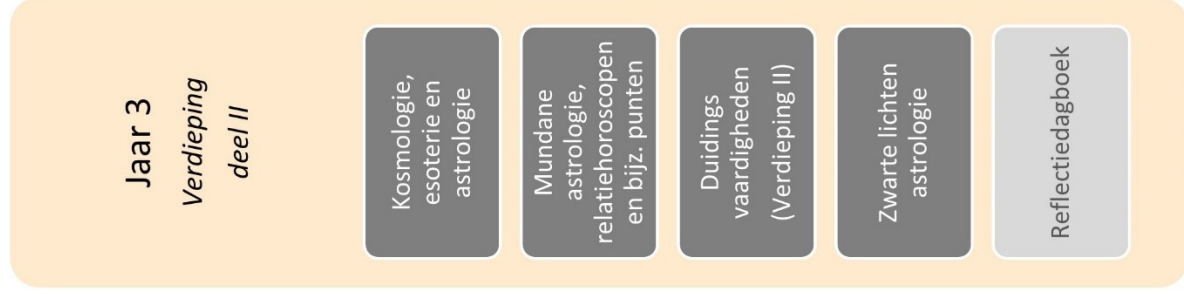 Jaar 3
Verdieping
deel II
Kosmologie,
esoterie en
astrologie
Mundane
astrologie,
relatiehoroscopen
en bijz. punten
Duidings
vaardigheden
(Verdieping II)
Zwarte lichten
astrologie
Reflectiedagboek